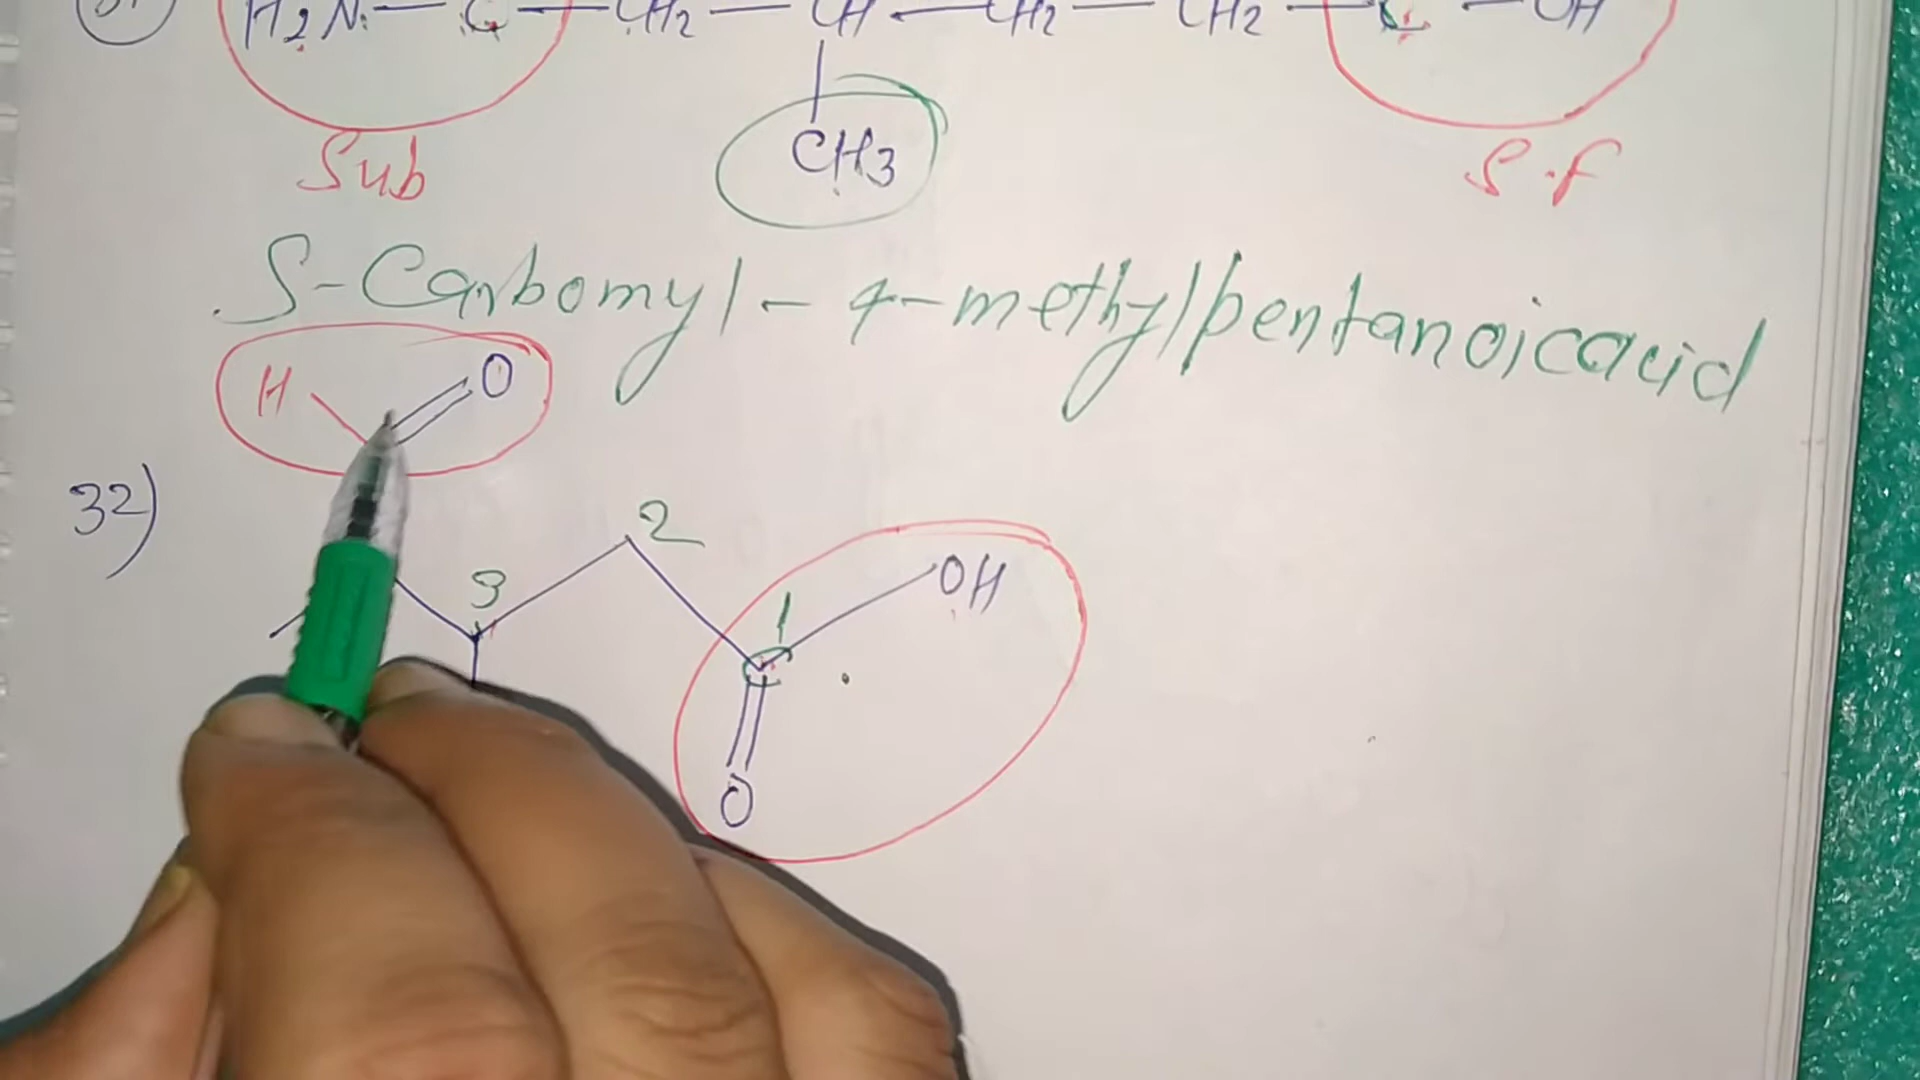 H2N — C — CH2 — CH — CH2 — CH2 — C — OH
CH3
Sub
S.f
5-Carbomyl-4-methylpentanoicacid
H
O
32)
2
3
1
OH
O